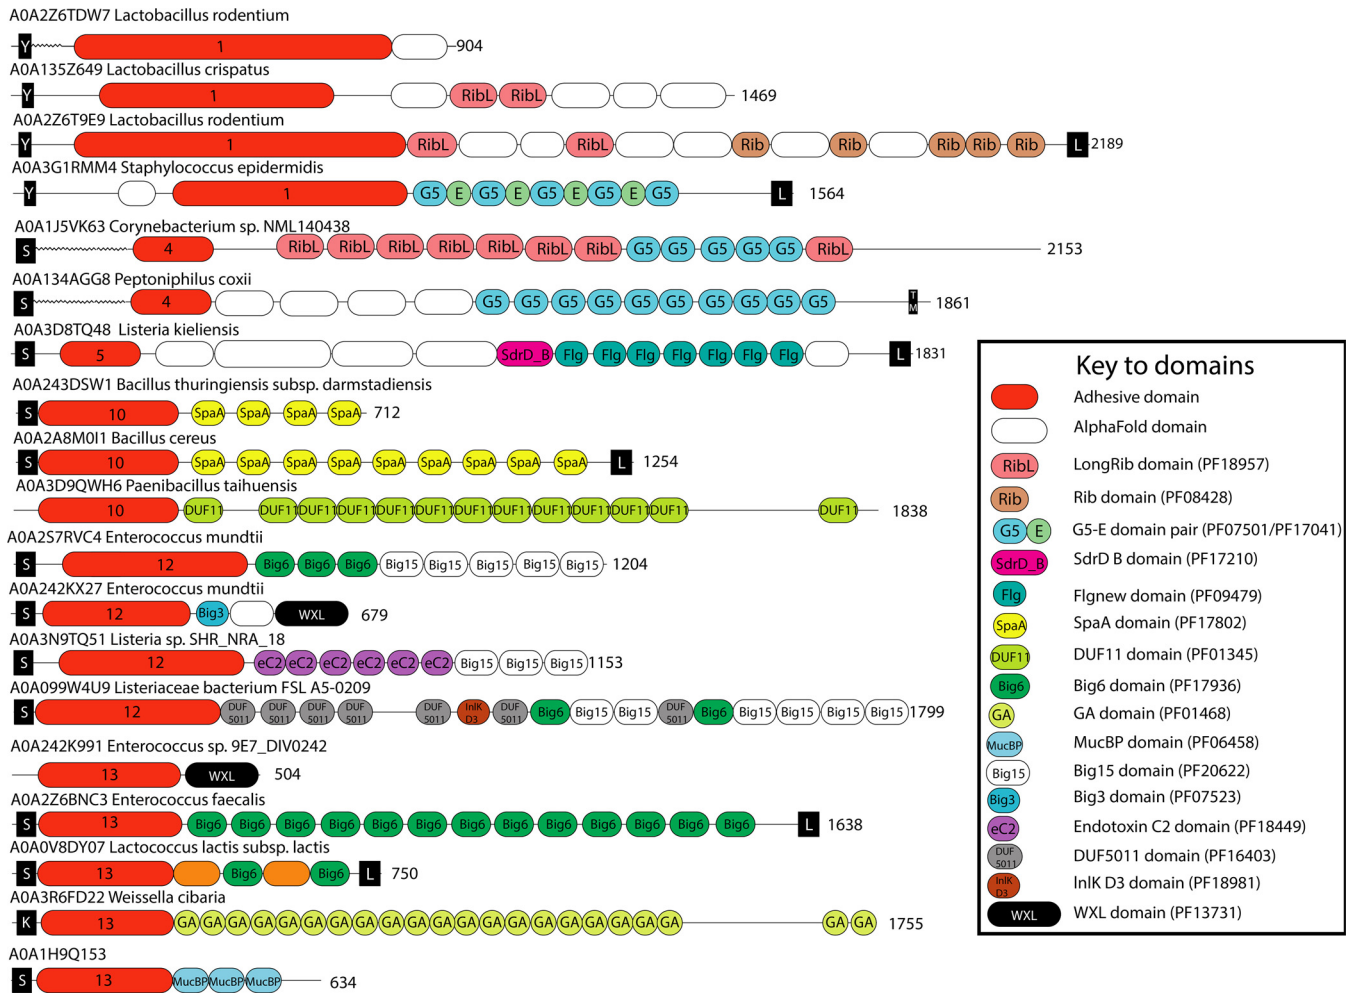 A0A2Z6TDW7 Lactobacillus rodentium
Y 1 904
A0A135Z649 Lactobacillus crispatus
Y 1 RibL RibL 1469
A0A2Z6T9E9 Lactobacillus rodentium
Y 1 RibL RibL Rib Rib Rib Rib Rib L 2189
A0A3G1RMM4 Staphylococcus epidermidis
Y 1 G5 E G5 E G5 E G5 E G5 L 1564
A0A1J5VK63 Corynebacterium sp. NML140438
S 4 RibL RibL RibL RibL RibL RibL RibL G5 G5 G5 G5 G5 RibL 2153
A0A134AGG8 Peptoniphilus coxii
S 4 G5 G5 G5 G5 G5 G5 G5 G5 G5 G5 TM 1861
A0A3D8TQ48 Listeria kieliensis
S 5 SdrD_B Flg Flg Flg Flg Flg Flg Flg L 1831
A0A243DSW1 Bacillus thuringiensis subsp. darmstadiensis
S 10 SpaA SpaA SpaA SpaA 712
A0A2A8M0I1 Bacillus cereus
S 10 SpaA SpaA SpaA SpaA SpaA SpaA SpaA SpaA SpaA L 1254
A0A3D9QWH6 Paenibacillus taihuensis
10 DUF11 DUF11 DUF11 DUF11 DUF11 DUF11 DUF11 DUF11 DUF11 DUF11 DUF11 DUF11 DUF11 1838
A0A2S7RVC4 Enterococcus mundtii
S 12 Big6 Big6 Big6 Big15 Big15 Big15 Big15 Big15 1204
A0A242KX27 Enterococcus mundtii
S 12 Big3 WXL 679
A0A3N9TQ51 Listeria sp. SHR_NRA_18
S 12 eC2 eC2 eC2 eC2 eC2 eC2 Big15 Big15 Big15 1153
A0A099W4U9 Listeriaceae bacterium FSL A5-0209
S 12 DUF 5011 DUF 5011 DUF 5011 DUF 5011 DUF 5011 InlK D3 DUF 5011 Big6 Big15 Big15 DUF 5011 Big6 Big15 Big15 Big15 Big15 1799
A0A242K991 Enterococcus sp. 9E7_DIV0242
13 WXL 504
A0A2Z6BNC3 Enterococcus faecalis
S 13 Big6 Big6 Big6 Big6 Big6 Big6 Big6 Big6 Big6 Big6 Big6 Big6 Big6 L 1638
A0A0V8DY07 Lactococcus lactis subsp. lactis
S 13 Big6 Big6 L 750
A0A3R6FD22 Weissella cibaria
K 13 GA GA GA GA GA GA GA GA GA GA GA GA GA GA GA GA GA GA GA GA GA GA 1755
A0A1H9Q153
S 13 MucBP MucBP MucBP 634
Key to domains
Adhesive domain
AlphaFold domain
RibL LongRib domain (PF18957)
Rib Rib domain (PF08428)
G5 E G5-E domain pair (PF07501/PF17041)
SdrD_B SdrD B domain (PF17210)
Flg Flgnew domain (PF09479)
SpaA SpaA domain (PF17802)
DUF11 DUF11 domain (PF01345)
Big6 Big6 domain (PF17936)
GA GA domain (PF01468)
MucBP MucBP domain (PF06458)
Big15 Big15 domain (PF20622)
Big3 Big3 domain (PF07523)
eC2 Endotoxin C2 domain (PF18449)
DUF 5011 DUF5011 domain (PF16403)
InlK D3 InlK D3 domain (PF18981)
WXL WXL domain (PF13731)